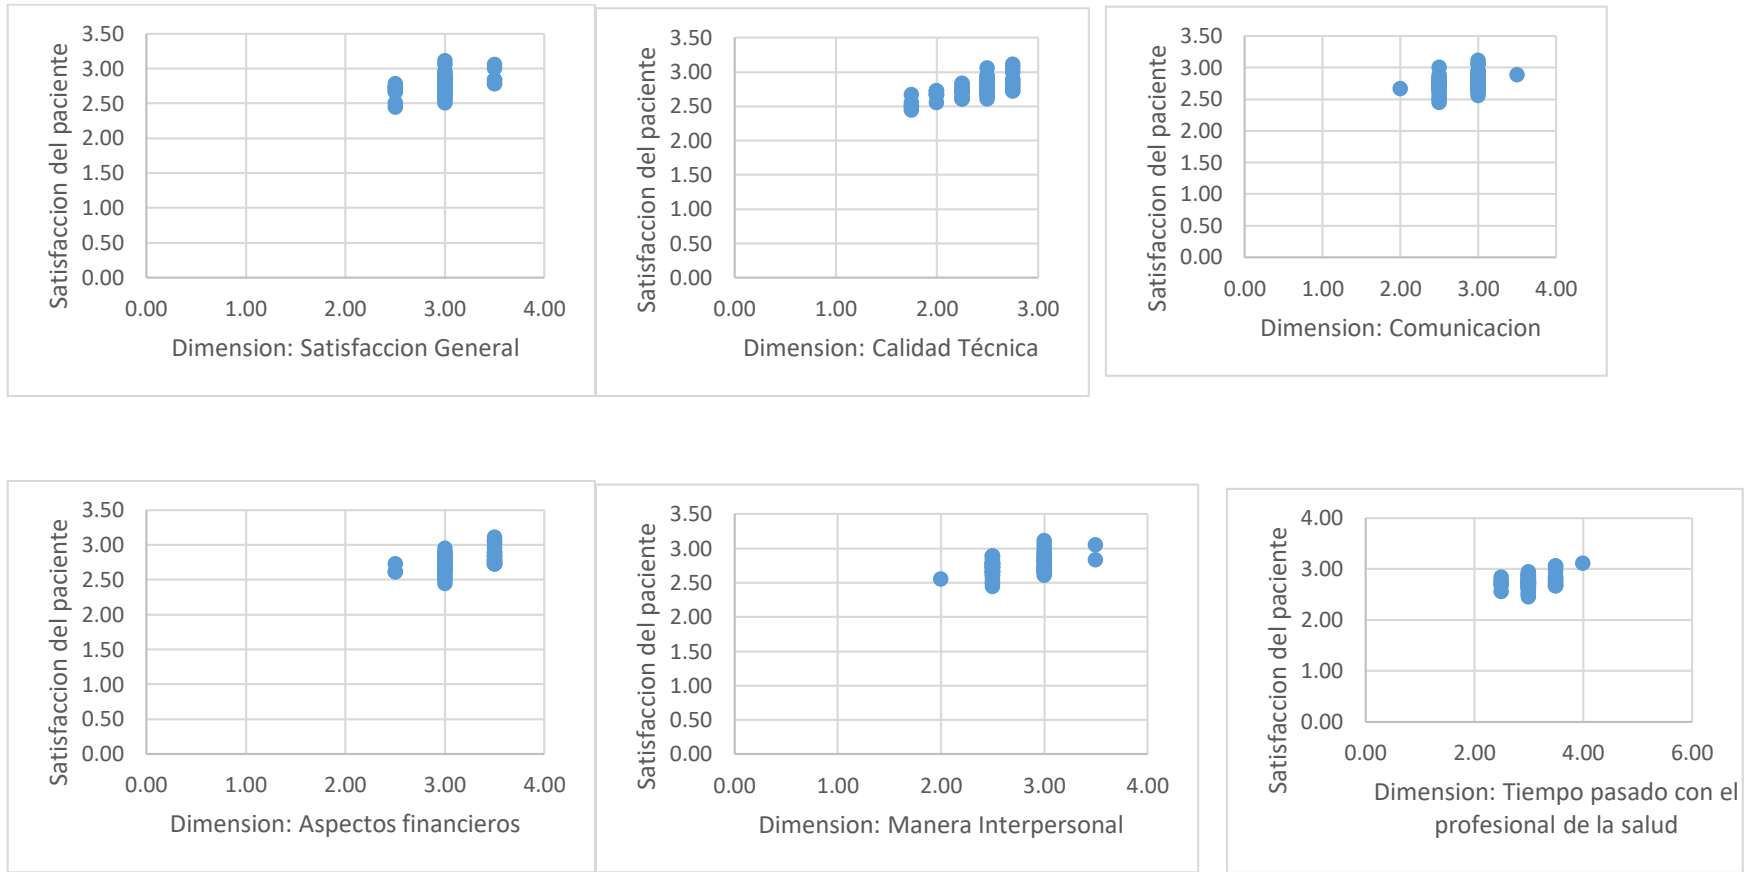 3.50
3.00
2.50
2.00
1.50
1.00
0.50
0.00
0.00 1.00 2.00 3.00 4.00
Satisfaccion del paciente
Dimension: Satisfaccion General
3.50
3.00
2.50
2.00
1.50
1.00
0.50
0.00
0.00 1.00 2.00 3.00
Satisfaccion del paciente
Dimension: Calidad Técnica
3.50
3.00
2.50
2.00
1.50
1.00
0.50
0.00
0.00 1.00 2.00 3.00 4.00
Satisfaccion del paciente
Dimension: Comunicacion
3.50
3.00
2.50
2.00
1.50
1.00
0.50
0.00
0.00 1.00 2.00 3.00 4.00
Satisfaccion del paciente
Dimension: Aspectos financieros
3.50
3.00
2.50
2.00
1.50
1.00
0.50
0.00
0.00 1.00 2.00 3.00 4.00
Satisfaccion del paciente
Dimension: Manera Interpersonal
4.00
3.00
2.00
1.00
0.00
0.00 2.00 4.00 6.00
Satisfaccion del paciente
Dimension: Tiempo pasado con el
profesional de la salud